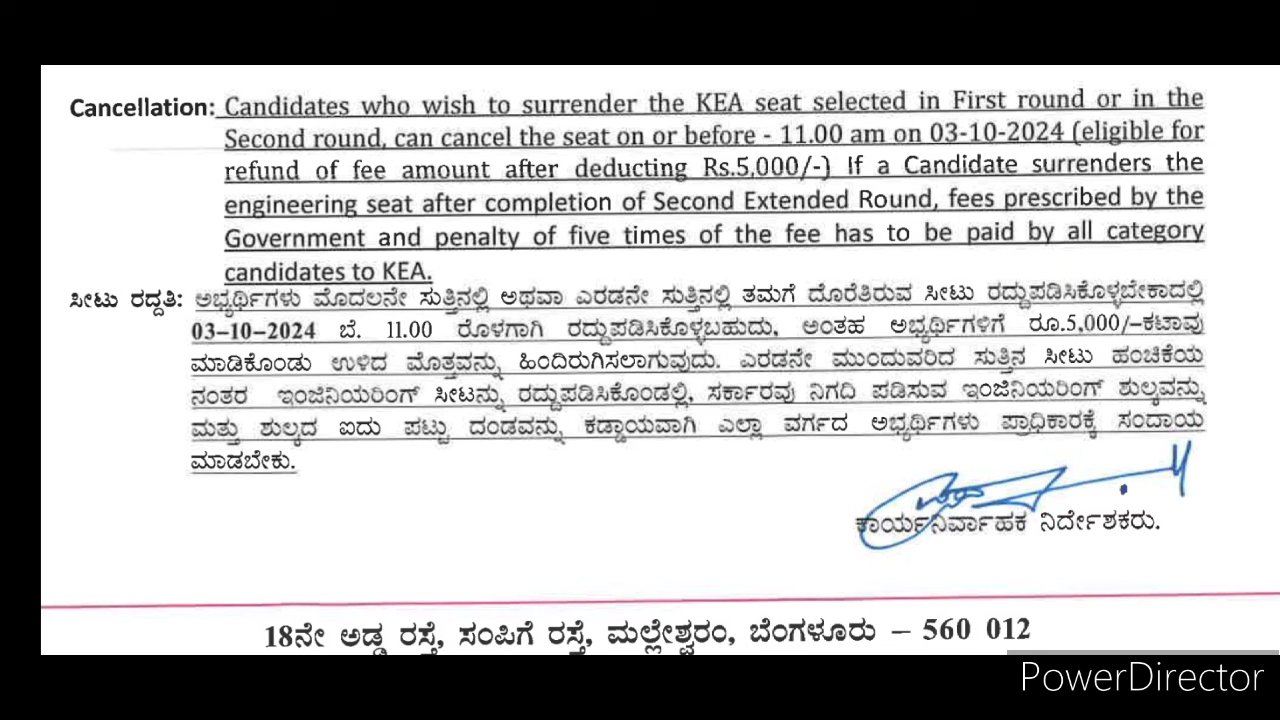 Cancellation: Candidates who wish to surrender the KEA seat selected in First round or in the
Second round, can cancel the seat on or before - 11.00 am on 03-10-2024 (eligible for
refund of fee amount after deducting Rs.5,000/-) If a Candidate surrenders the
engineering seat after completion of Second Extended Round, fees prescribed by the
Government and penalty of five times of the fee has to be paid by all category
candidates to KEA.
ಸೀಟು ರದ್ದತಿ: ಅಭ್ಯರ್ಥಿಗಳು ಮೊದಲನೇ ಸುತ್ತಿನಲ್ಲಿ ಅಥವಾ ಎರಡನೇ ಸುತ್ತಿನಲ್ಲಿ ತಮಗೆ ದೊರೆತಿರುವ ಸೀಟು ರದ್ದುಪಡಿಸಿಕೊಳ್ಳಬೇಕಾದಲ್ಲಿ
03-10-2024 ಬೆ. 11.00 ರೊಳಗಾಗಿ ರದ್ದುಪಡಿಸಿಕೊಳ್ಳಬಹುದು, ಅಂತಹ ಅಭ್ಯರ್ಥಿಗಳಿಗೆ ರೂ.5,000/-ಕಟಾವು
ಮಾಡಿಕೊಂಡು ಉಳಿದ ಮೊತ್ತವನ್ನು ಹಿಂದಿರುಗಿಸಲಾಗುವುದು. ಎರಡನೇ ಮುಂದುವರಿದ ಸುತ್ತಿನ ಸೀಟು ಹಂಚಿಕೆಯ
ನಂತರ ಇಂಜಿನಿಯರಿಂಗ್ ಸೀಟನ್ನು ರದ್ದುಪಡಿಸಿಕೊಂಡಲ್ಲಿ, ಸರ್ಕಾರವು ನಿಗದಿ ಪಡಿಸುವ ಇಂಜಿನಿಯರಿಂಗ್ ಶುಲ್ಕವನ್ನು
ಮತ್ತು ಶುಲ್ಕದ ಐದು ಪಟ್ಟು ದಂಡವನ್ನು ಕಡ್ಡಾಯವಾಗಿ ಎಲ್ಲಾ ವರ್ಗದ ಅಭ್ಯರ್ಥಿಗಳು ಪ್ರಾಧಿಕಾರಕ್ಕೆ ಸಂದಾಯ
ಮಾಡಬೇಕು.
ಕಾರ್ಯನಿರ್ವಾಹಕ ನಿರ್ದೇಶಕರು.
18ನೇ ಅಡ್ಡ ರಸ್ತೆ, ಸಂಪಿಗೆ ರಸ್ತೆ, ಮಲ್ಲೇಶ್ವರಂ, ಬೆಂಗಳೂರು – 560 012
PowerDirector